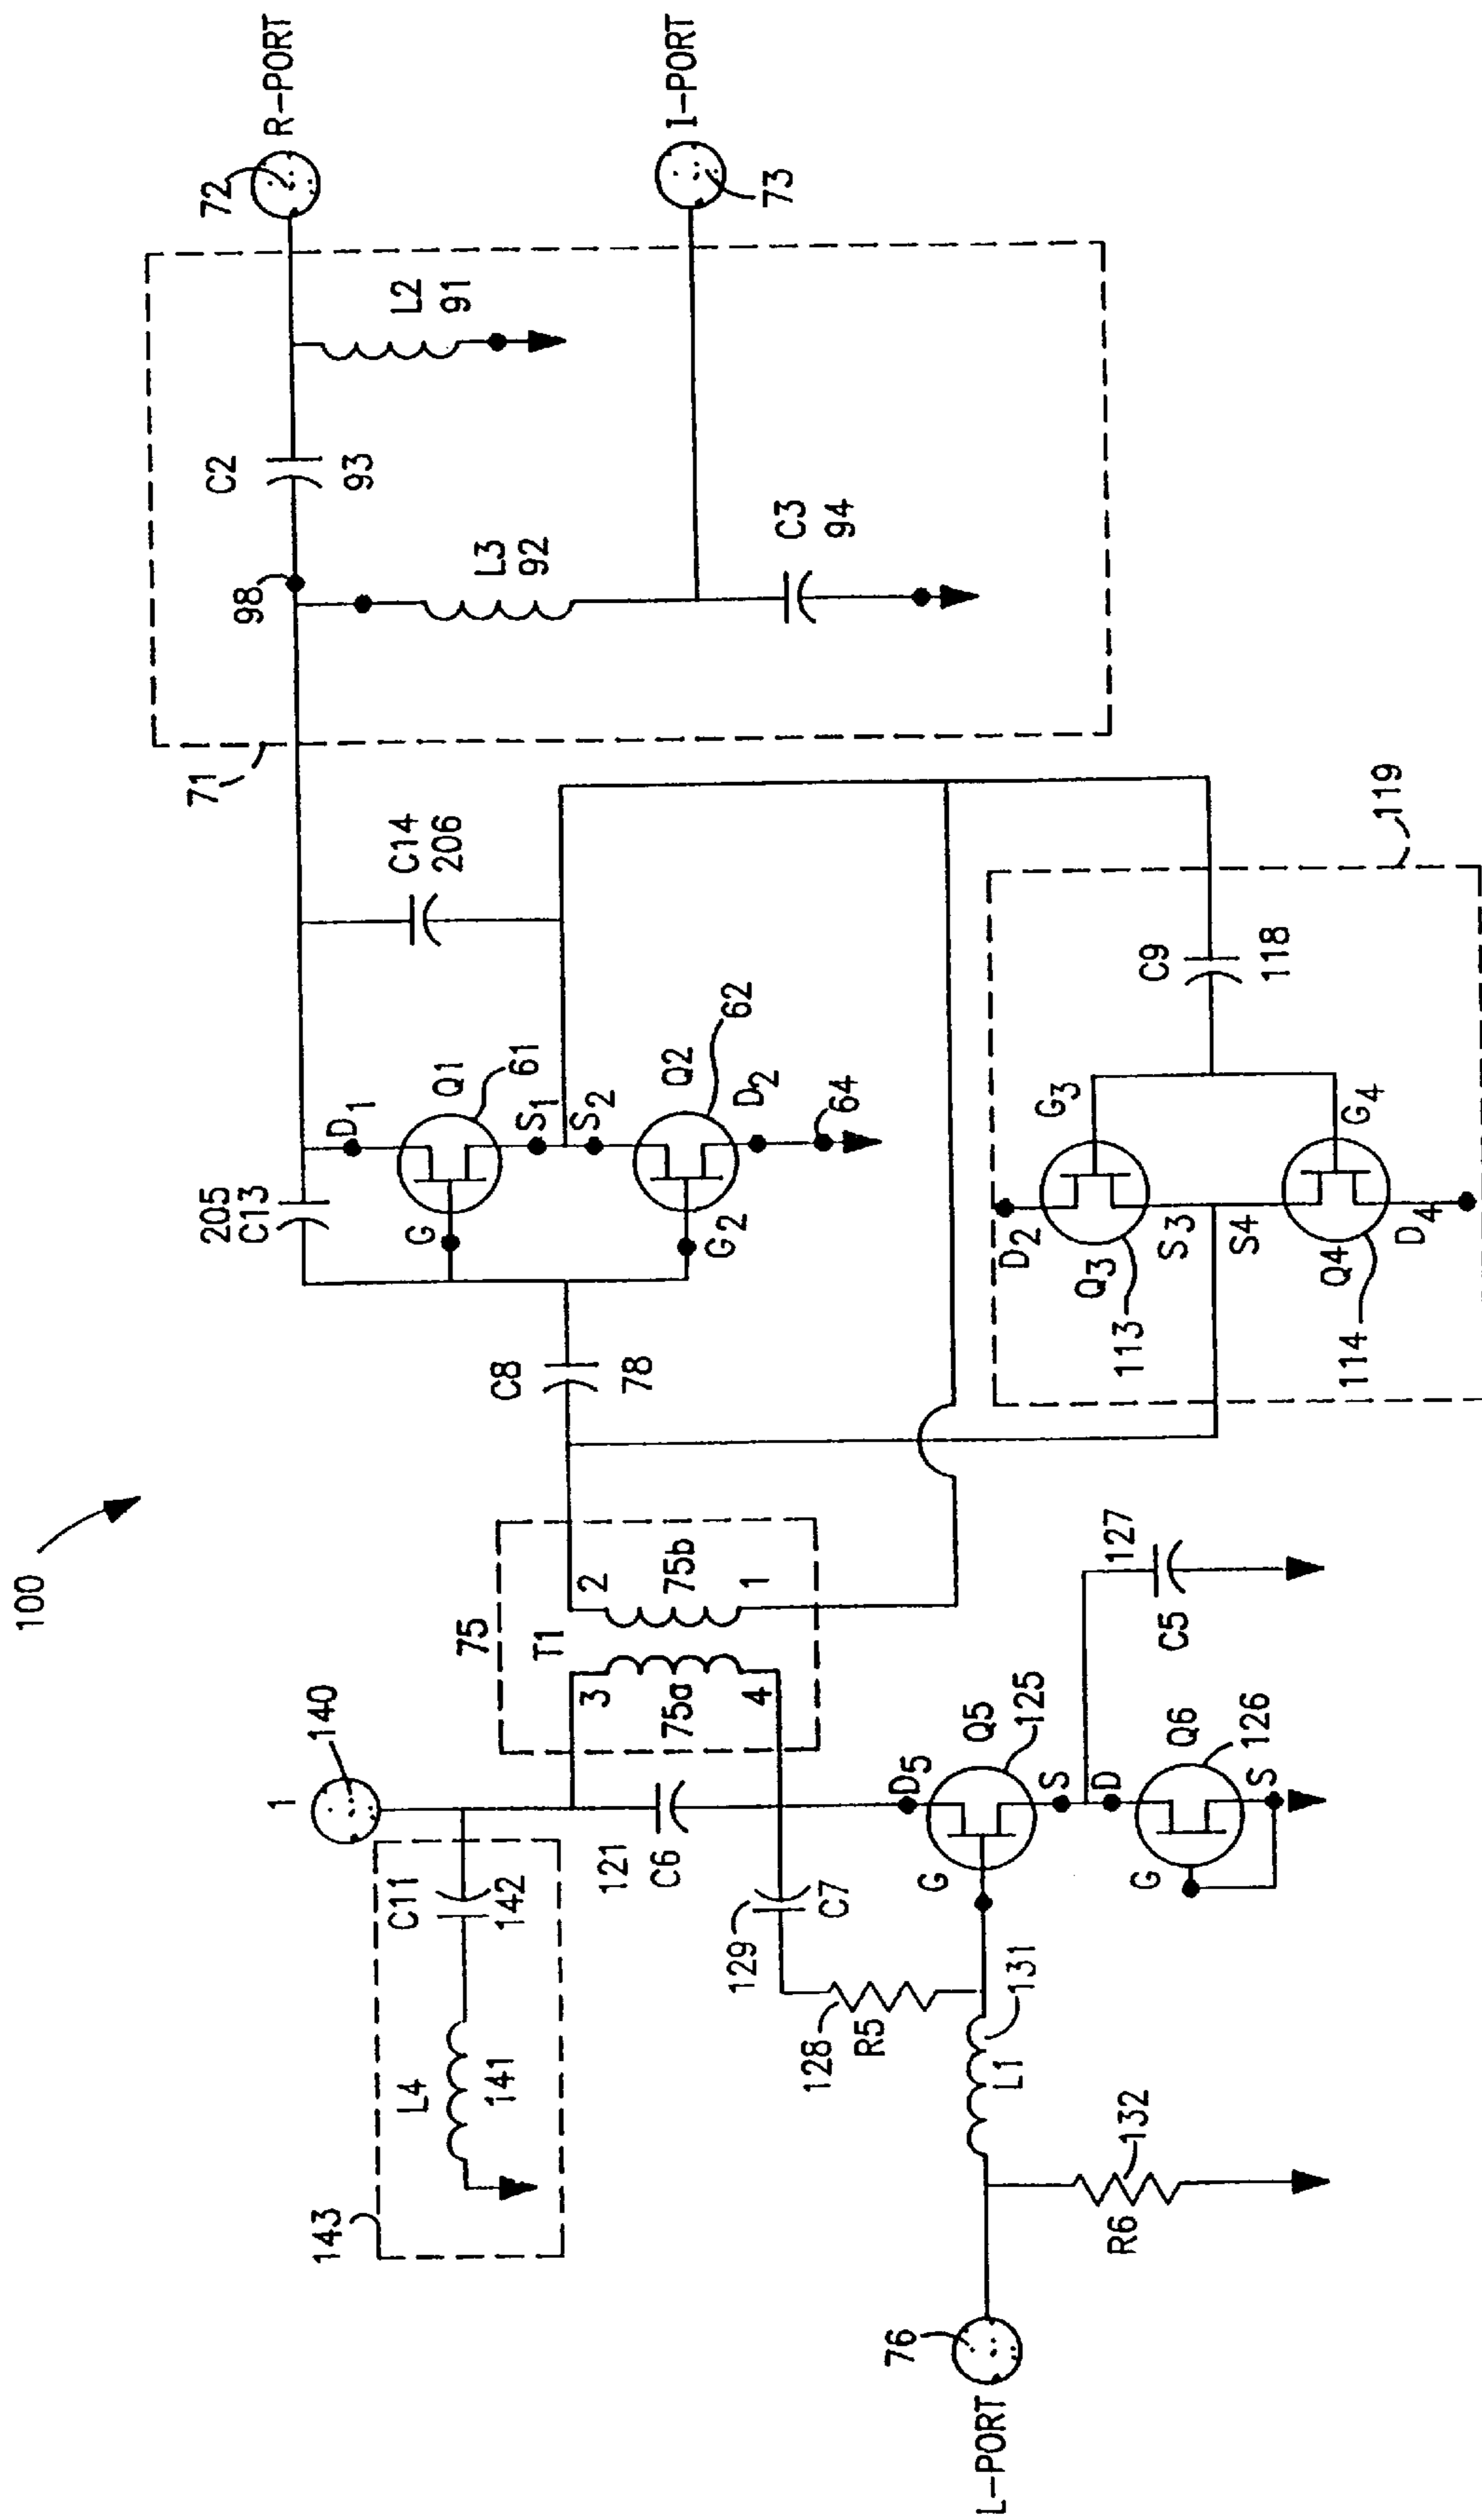 100
R-PORT
72
I-PORT
73
L2
91
C2
93
L3
92
C3
94
98
71
C14
206
205
C13
D1
Q1
61
G
S1
S2
Q2
62
G2
D2
64
C8
78
119
C9
118
G3
G4
D2
Q3
113
S3
S4
Q4
114
D4
75
T1
2
75b
1
3
75a
4
1
140
143
L4
141
C11
142
121
C6
129
C7
128
R5
D5
Q5
125
G
S
D
Q6
126
G
S
127
C5
131
L1
132
R6
76
L-PORT